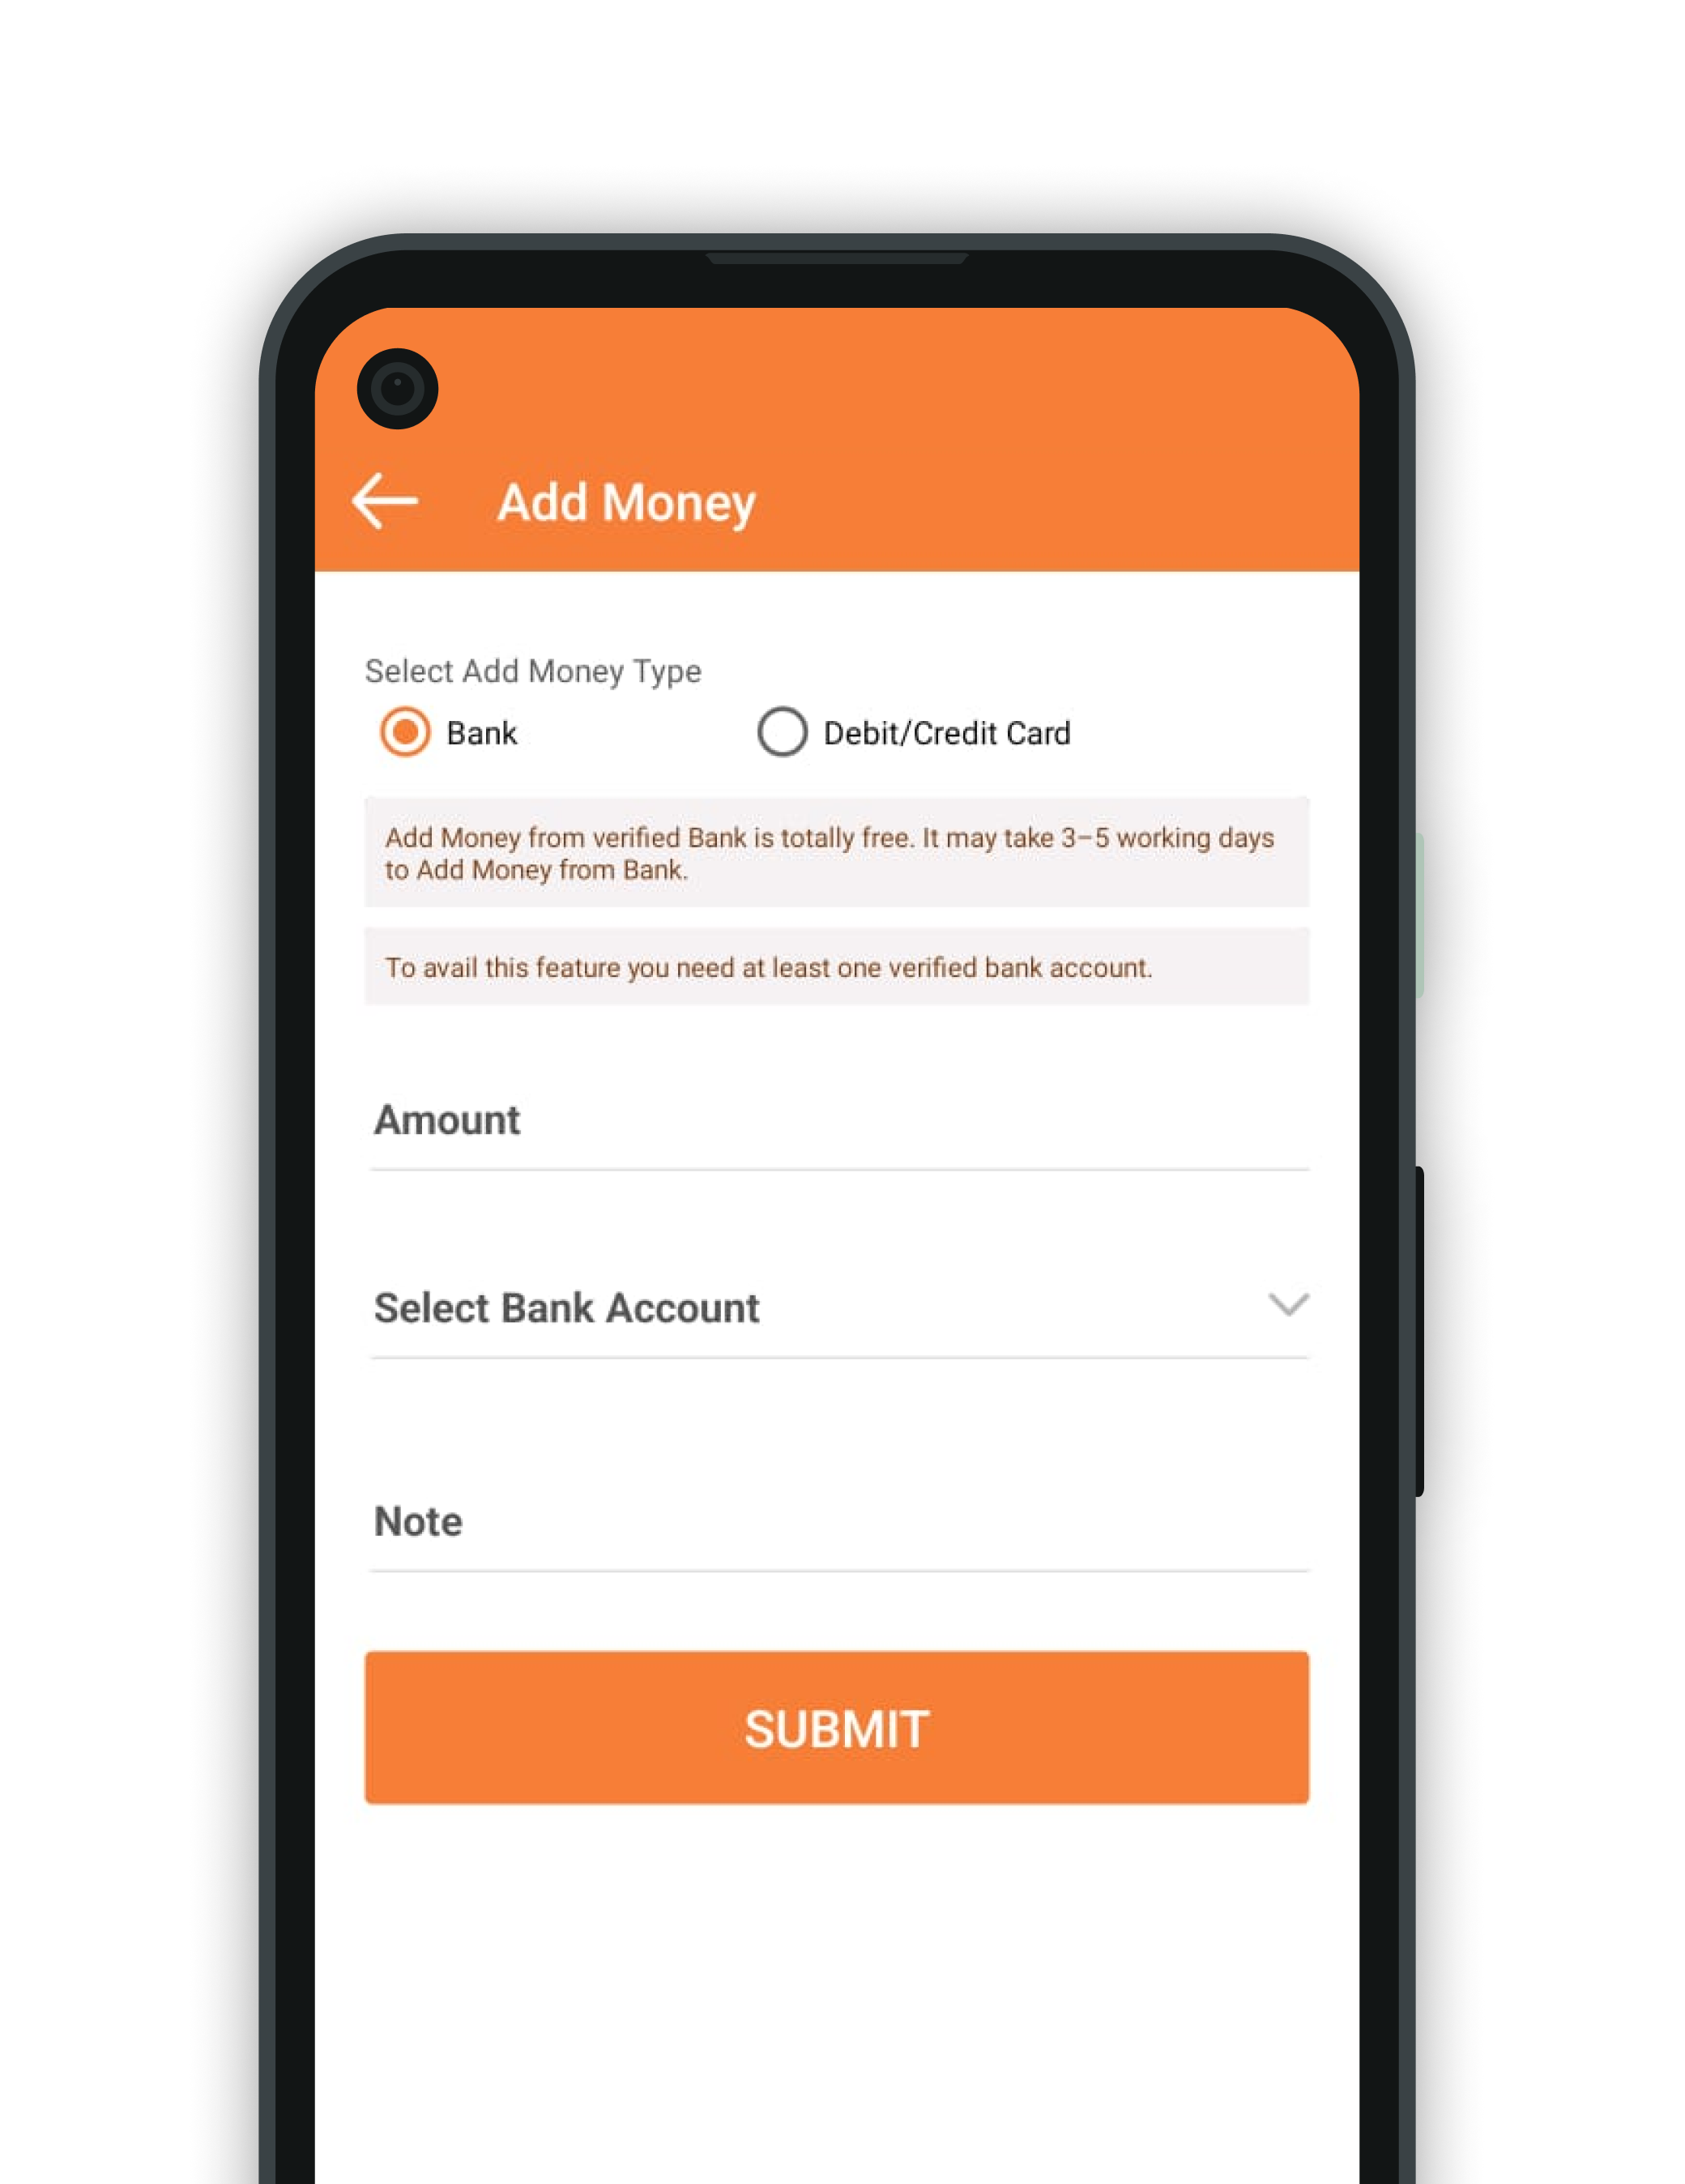 Add Money
Select Add Money Type
Bank
Debit/Credit Card
Add Money from verified Bank is totally free. It may take 3–5 working days
to Add Money from Bank.
To avail this feature you need at least one verified bank account.
Amount
Select Bank Account
Note
SUBMIT